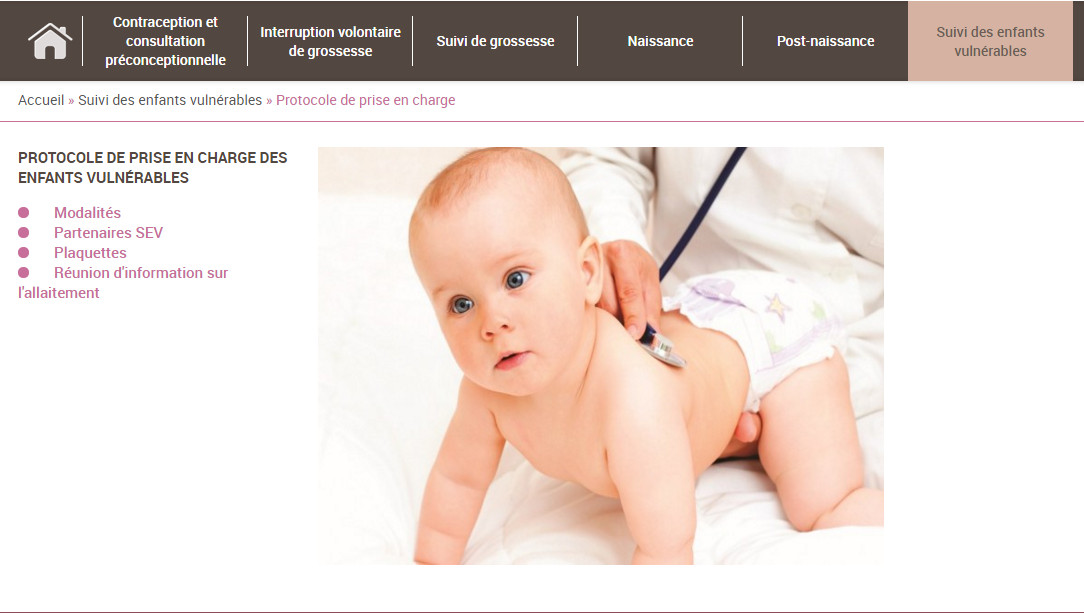 Contraception et
consultation
préconceptionnelle
Interruption volontaire
de grossesse
Suivi de grossesse
Naissance
Post-naissance
Suivi des enfants
vulnérables
Accueil » Suivi des enfants vulnérables » Protocole de prise en charge
PROTOCOLE DE PRISE EN CHARGE DES
ENFANTS VULNÉRABLES
Modalités
Partenaires SEV
Plaquettes
Réunion d'information sur
l'allaitement